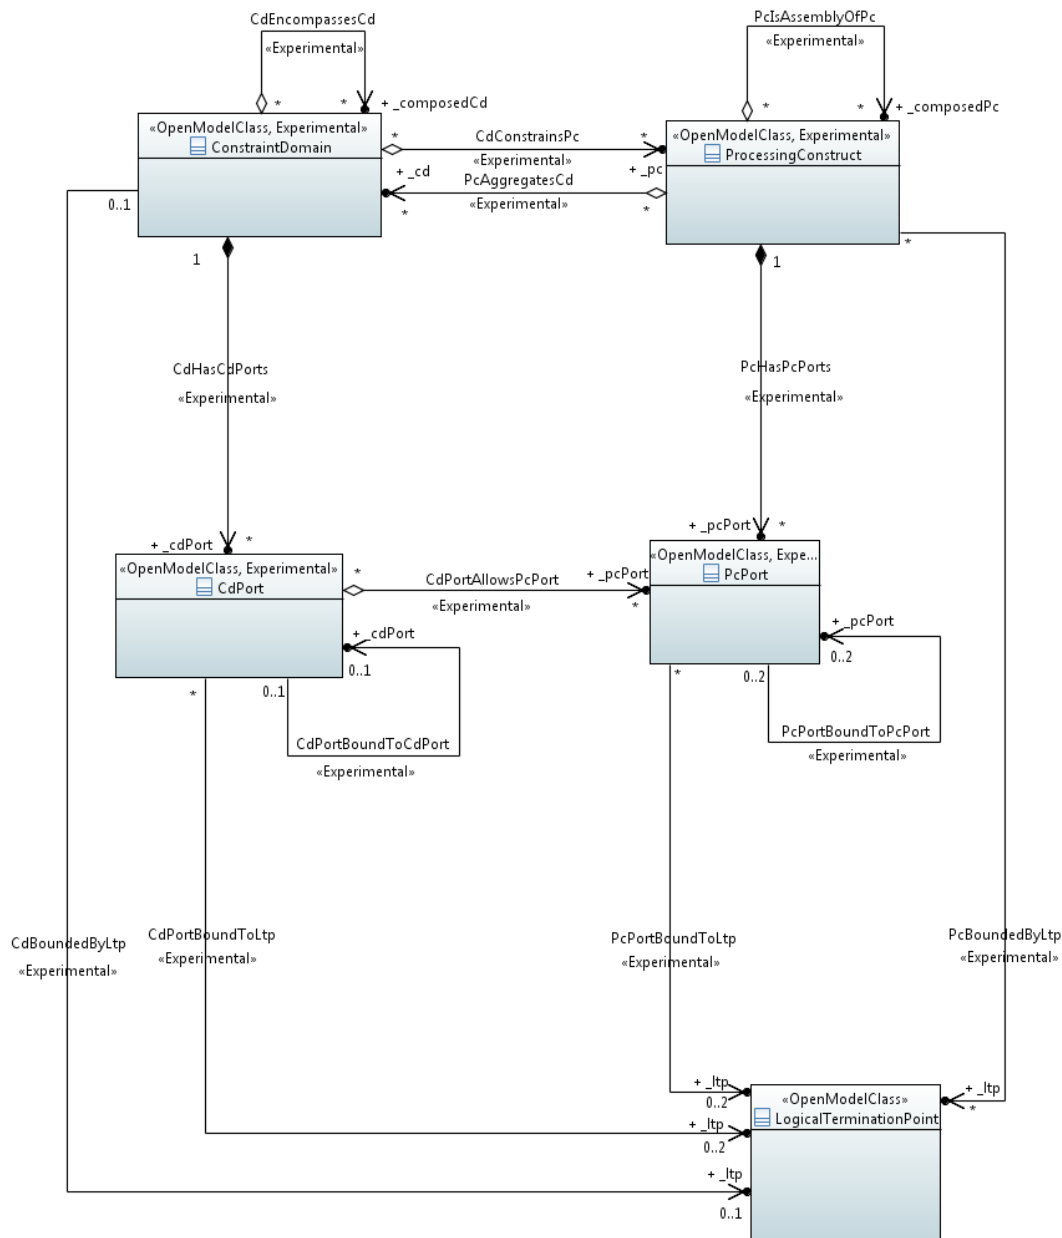 CdEncompassesCd
«Experimental»
* *
+ _composedCd
PcIsAssemblyOfPc
«Experimental»
* *
+ _composedPc
«OpenModelClass, Experimental»
ConstraintDomain
0..1
1
* CdConstrainsPc *
«Experimental»
+ _cd + _pc
PcAggregatesCd
* «Experimental» *
«OpenModelClass, Experimental»
ProcessingConstruct
*
1
CdHasCdPorts
«Experimental»
PcHasPcPorts
«Experimental»
+ _cdPort *
+ _pcPort *
«OpenModelClass, Experimental»
CdPort
* CdPortAllowsPcPort + _pcPort
«Experimental» *
«OpenModelClass, Expe...
PcPort
+ _cdPort
0..1
* 0..1
CdPortBoundToCdPort
«Experimental»
+ _pcPort
0..2
* 0..2
PcPortBoundToPcPort
«Experimental»
CdBoundedByLtp
«Experimental»
CdPortBoundToLtp
«Experimental»
PcPortBoundToLtp
«Experimental»
PcBoundedByLtp
«Experimental»
+ _ltp
0..2
+ _ltp
*
+ _ltp
0..2
+ _ltp
0..1
«OpenModelClass»
LogicalTerminationPoint